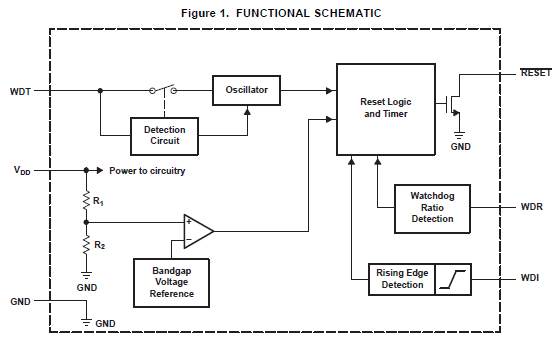 Figure 1. FUNCTIONAL SCHEMATIC
WDT
Oscillator
Detection
Circuit
Reset Logic
and Timer
RESET
GND
VDD
Power to circuitry
R1
R2
GND
+
−
Bandgap
Voltage
Reference
Watchdog
Ratio
Detection
WDR
Rising Edge
Detection
WDI
GND
GND